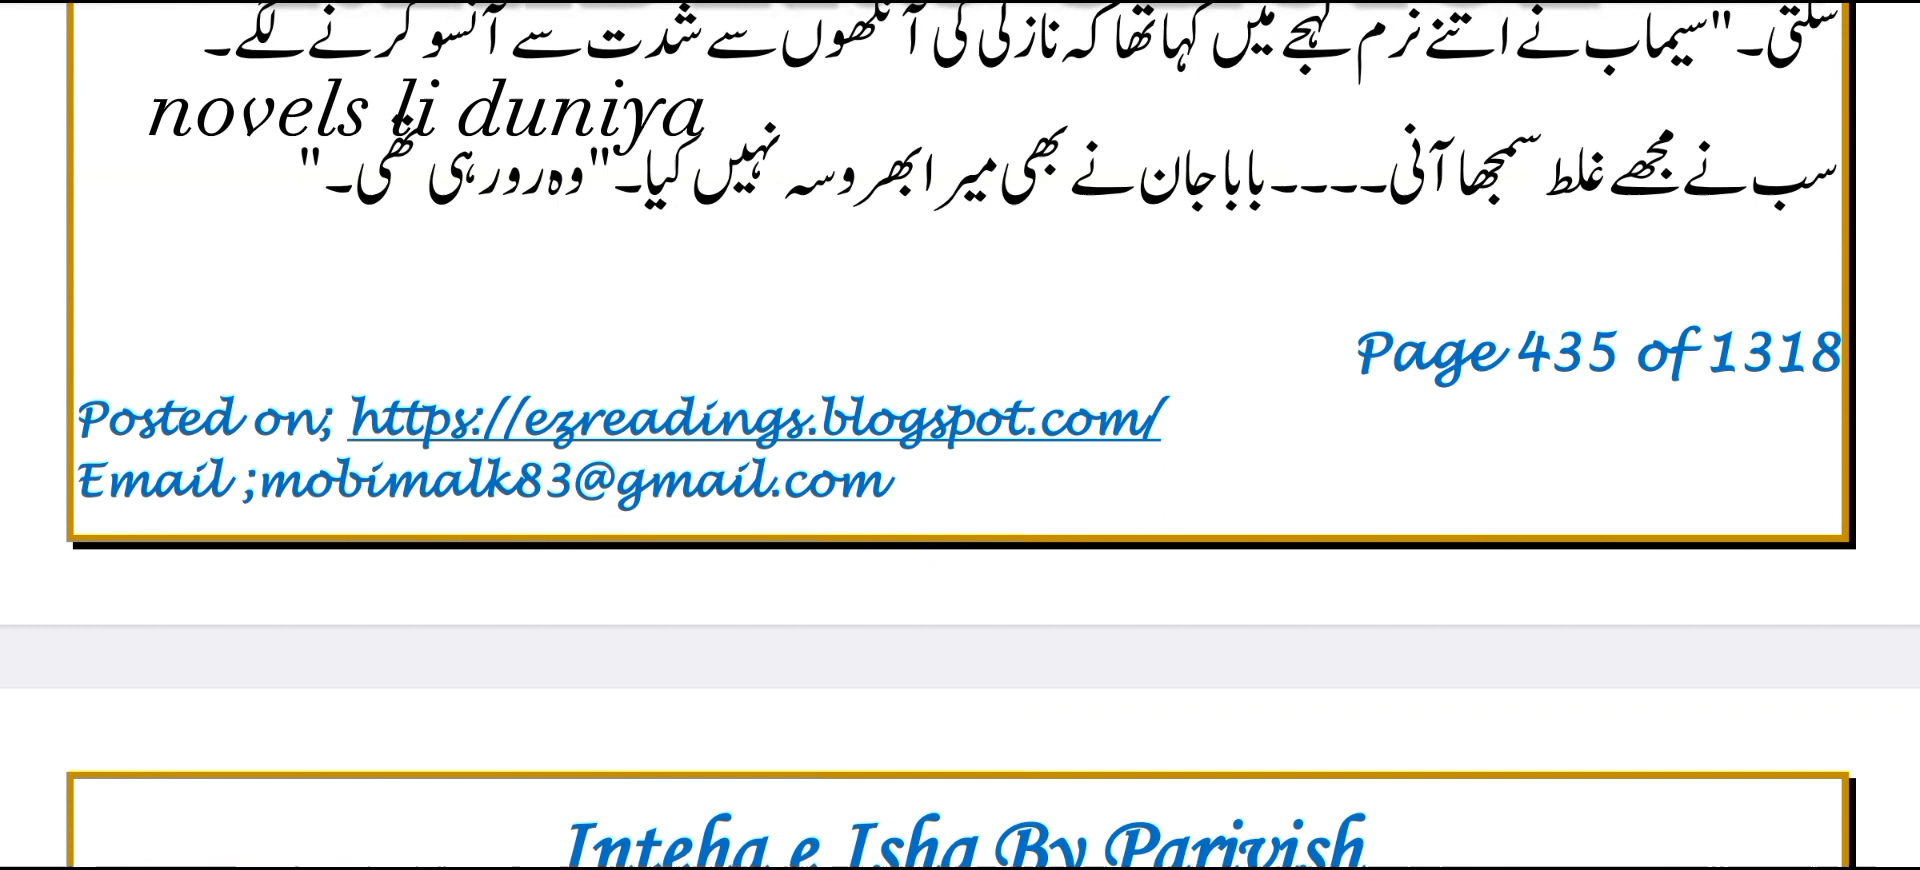 سکتی۔"سیماب نے اتنے نرم لہجے میں کہا تھا کہ نازلی کی آنکھوں سے شدت سے آنسو گرنے لگے۔
novels ki duniya
سب نے مجھے غلط سمجھا آنی۔۔۔۔بابا جان نے بھی میرا بھروسہ نہیں کیا۔"وہ رو رہی تھی۔"
Page 435 of 1318
Posted on; https://ezreadings.blogspot.com/
Email ;mobimalk83@gmail.com
Inteha e Ishq By Parivish